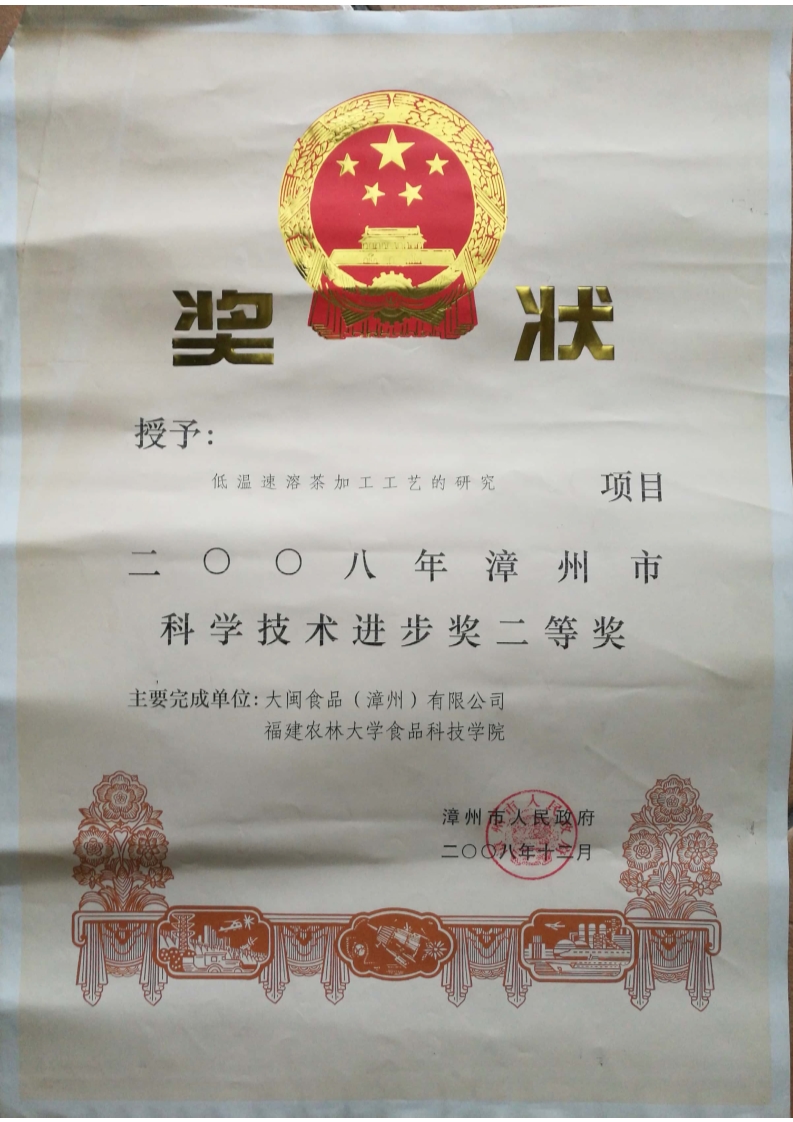 奖状
授予:
低温速溶茶加工工艺的研究 项目
二〇〇八年漳州市
科学技术进步奖二等奖
主要完成单位: 大闽食品（漳州）有限公司
福建农林大学食品科技学院
漳州市人民政府
二〇〇八年十二月